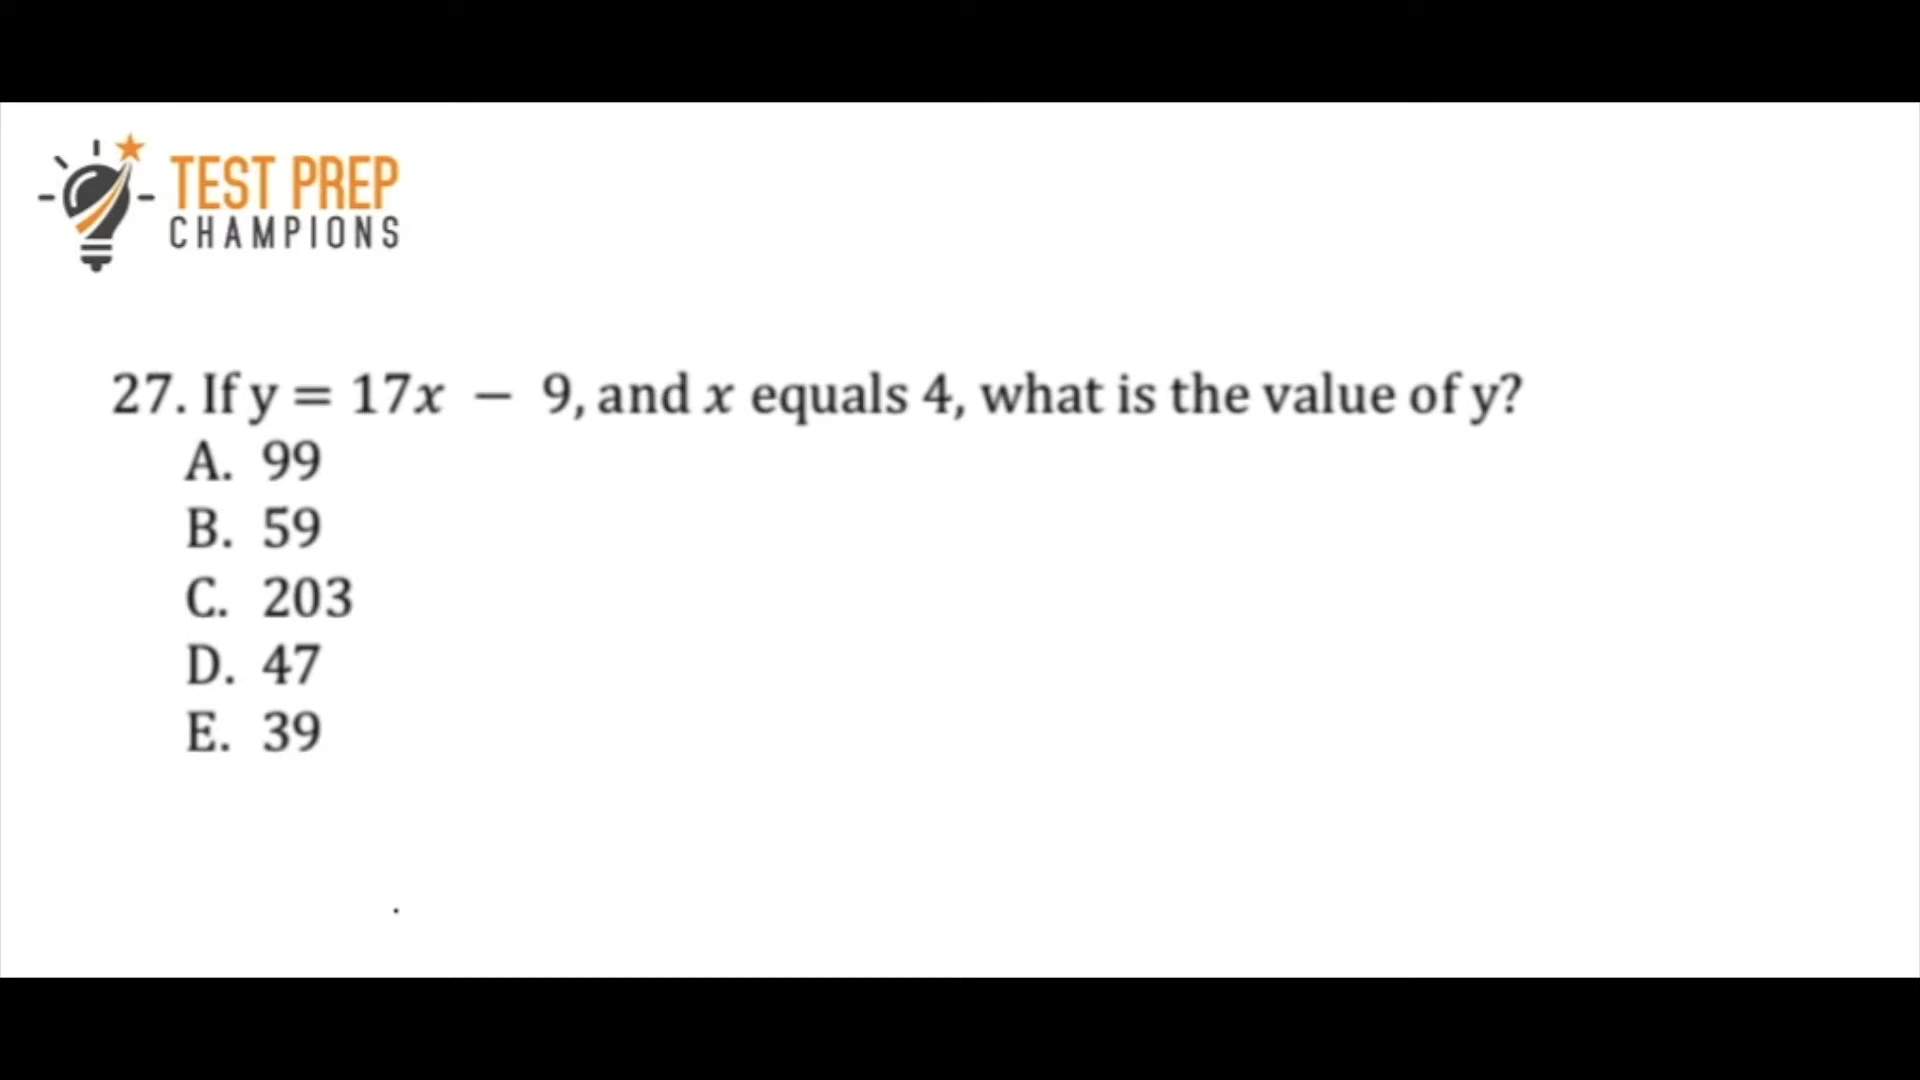 TEST PREP
CHAMPIONS
27. If y = 17x − 9, and x equals 4, what is the value of y?
A. 99
B. 59
C. 203
D. 47
E. 39